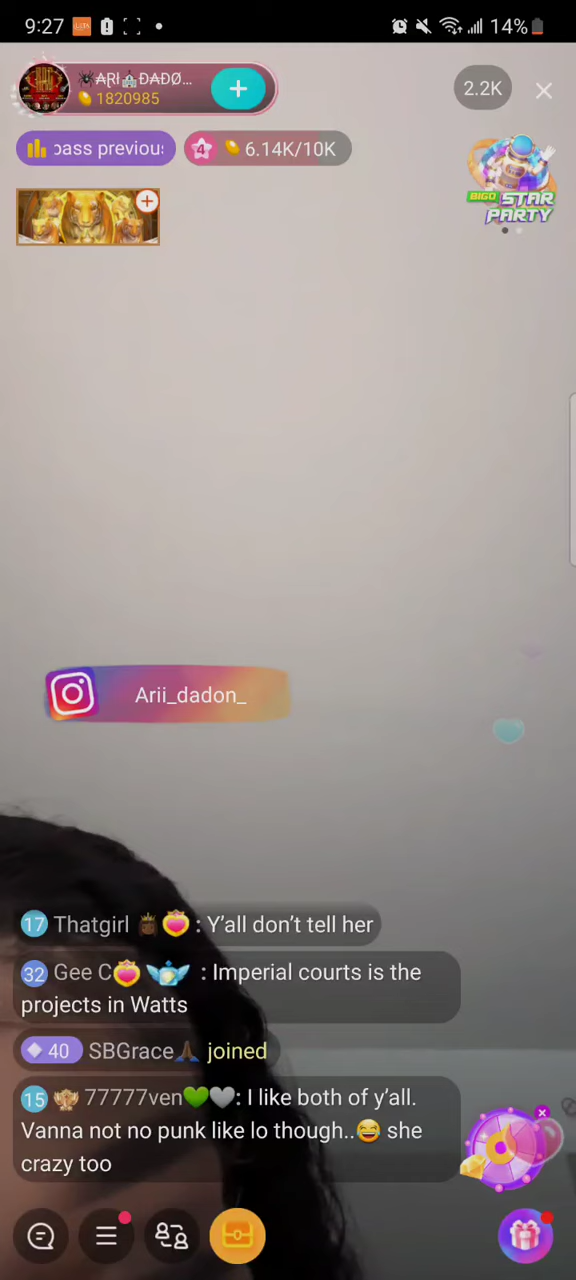 9:27
14%
🕷️₳ⱤI⛪Đ₳ĐØ...
1820985
2.2K
pass previou
4 6.14K/10K
BIGO STAR
PARTY
Arii_dadon_
17 Thatgirl : Y'all don't tell her
32 Gee C : Imperial courts is the
projects in Watts
40 SBGrace🙏🏾 joined
15 77777ven💚🤍: I like both of y'all.
Vanna not no punk like lo though..😂 she
crazy too